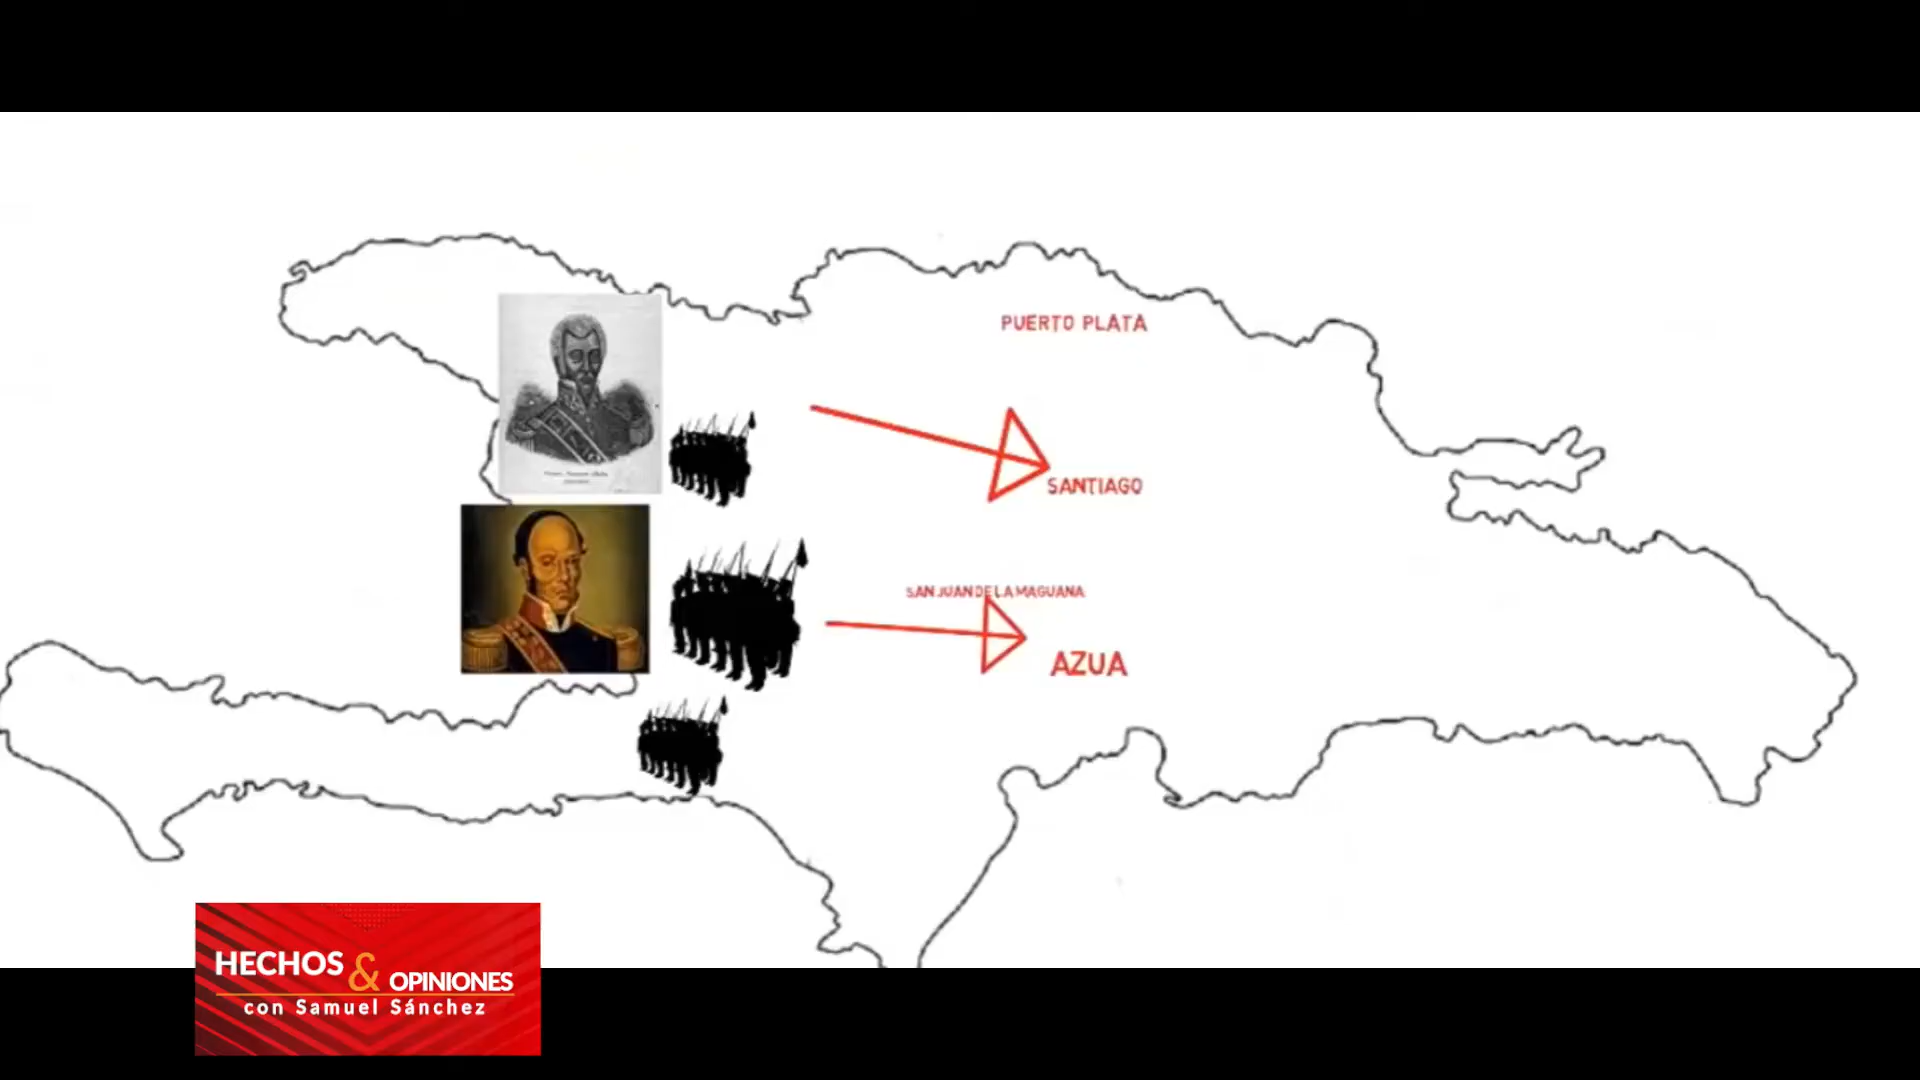 PUERTO PLATA
SANTIAGO
SAN JUAN DE LA MAGUANA
AZUA
HECHOS & OPINIONES
con Samuel Sánchez